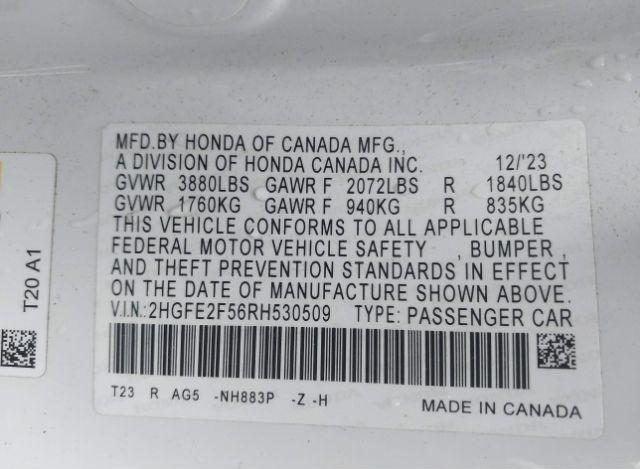 MFD.BY HONDA OF CANADA MFG.,
A DIVISION OF HONDA CANADA INC. 12/'23
GVWR 3880LBS GAWR F 2072LBS R 1840LBS
GVWR 1760KG GAWR F 940KG R 835KG
THIS VEHICLE CONFORMS TO ALL APPLICABLE
FEDERAL MOTOR VEHICLE SAFETY , BUMPER ,
AND THEFT PREVENTION STANDARDS IN EFFECT
ON THE DATE OF MANUFACTURE SHOWN ABOVE.
V.I.N.:2HGFE2F56RH530509 TYPE: PASSENGER CAR
T23 R AG5 -NH883P -Z -H
MADE IN CANADA
T20 A1